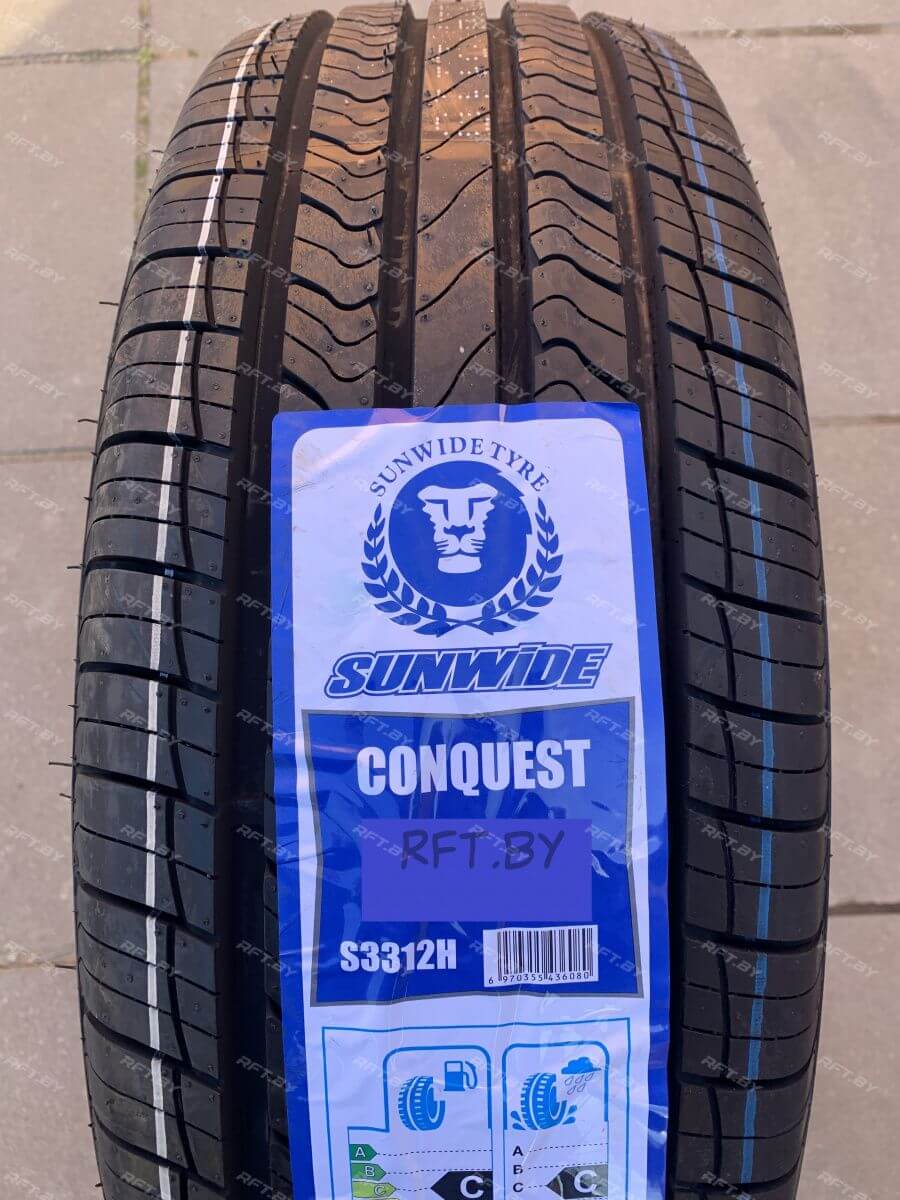 SUNWIDE TYRE
SUNWIDE
CONQUEST
RFT.BY
S3312H
6 970355 436080
A
B
C
C
A
B
C
C